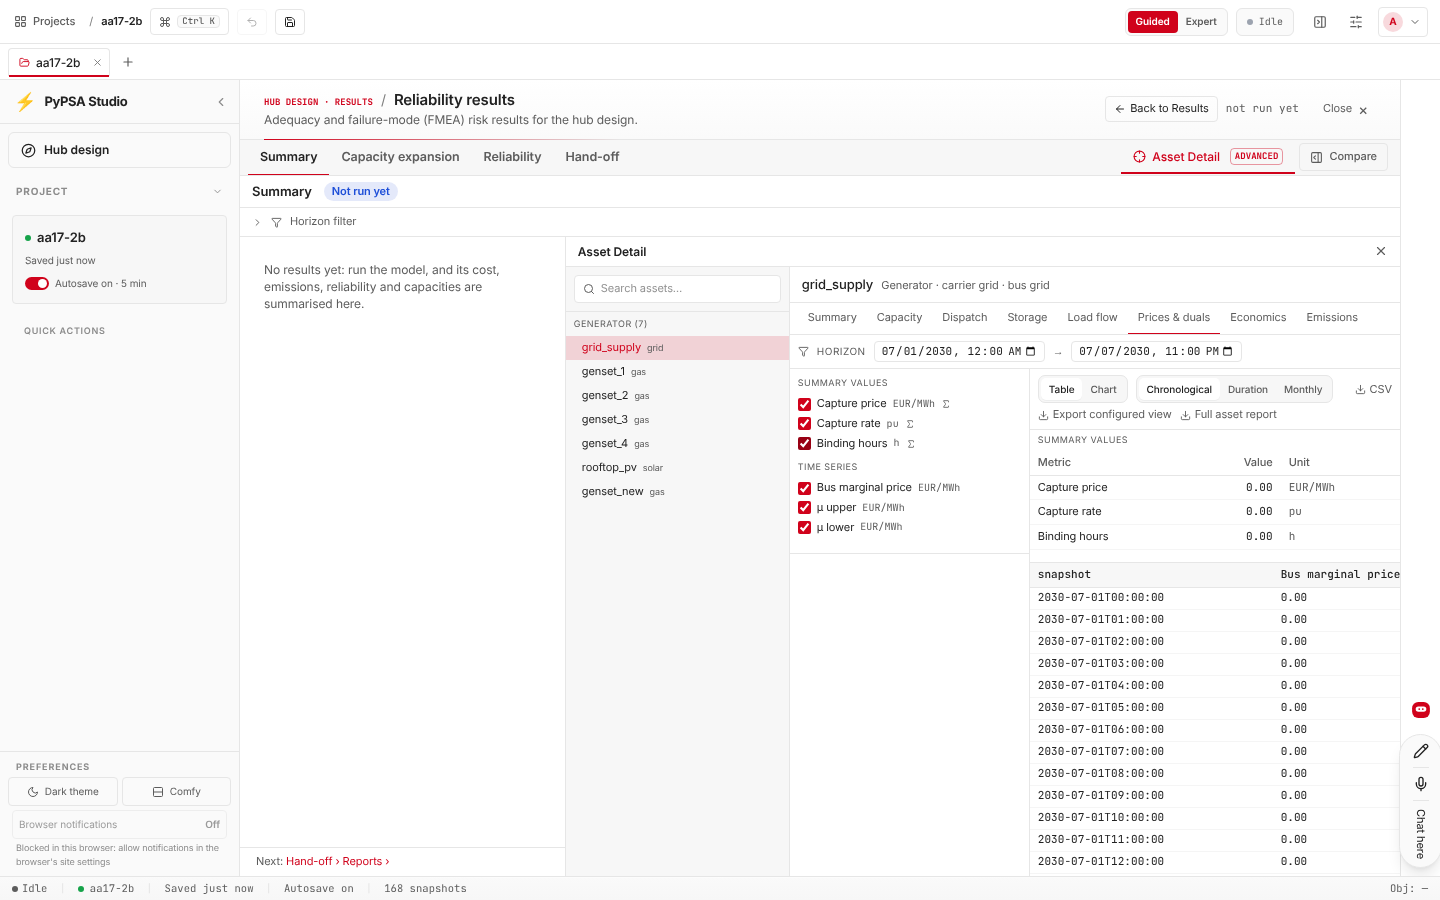 Projects / aa17-2b ⌘ Ctrl K
Guided Expert Idle A
aa17-2b
PyPSA Studio
Hub design
PROJECT
aa17-2b
Saved just now
Autosave on · 5 min
QUICK ACTIONS
PREFERENCES
Dark theme Comfy
Browser notifications Off
Blocked in this browser: allow notifications in the
browser's site settings
HUB DESIGN · RESULTS / Reliability results
Adequacy and failure-mode (FMEA) risk results for the hub design.
← Back to Results not run yet Close ×
Summary Capacity expansion Reliability Hand-off
Asset Detail ADVANCED Compare
Summary Not run yet
Horizon filter
No results yet: run the model, and its cost,
emissions, reliability and capacities are
summarised here.
Next: Hand-off › Reports ›
Asset Detail
Search assets...
GENERATOR (7)
grid_supply grid
genset_1 gas
genset_2 gas
genset_3 gas
genset_4 gas
rooftop_pv solar
genset_new gas
grid_supply Generator · carrier grid · bus grid
Summary Capacity Dispatch Storage Load flow Prices & duals Economics Emissions
HORIZON 07/01/2030, 12:00 AM → 07/07/2030, 11:00 PM
SUMMARY VALUES
Capture price EUR/MWh Σ
Capture rate pu Σ
Binding hours h Σ
TIME SERIES
Bus marginal price EUR/MWh
µ upper EUR/MWh
µ lower EUR/MWh
Table Chart Chronological Duration Monthly CSV
Export configured view Full asset report
SUMMARY VALUES
Metric Value Unit
Capture price 0.00 EUR/MWh
Capture rate 0.00 pu
Binding hours 0.00 h
snapshot Bus marginal price
2030-07-01T00:00:00 0.00
2030-07-01T01:00:00 0.00
2030-07-01T02:00:00 0.00
2030-07-01T03:00:00 0.00
2030-07-01T04:00:00 0.00
2030-07-01T05:00:00 0.00
2030-07-01T06:00:00 0.00
2030-07-01T07:00:00 0.00
2030-07-01T08:00:00 0.00
2030-07-01T09:00:00 0.00
2030-07-01T10:00:00 0.00
2030-07-01T11:00:00 0.00
2030-07-01T12:00:00 0.00
Chat here
Idle aa17-2b Saved just now Autosave on 168 snapshots Obj: —